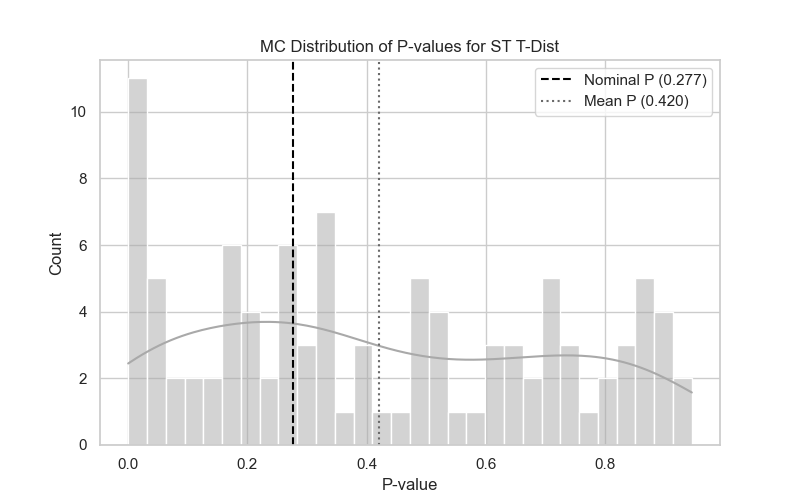 MC Distribution of P-values for ST T-Dist
Nominal P (0.277)
Mean P (0.420)
Count
10
8
6
4
2
0
0.0 0.2 0.4 0.6 0.8
P-value